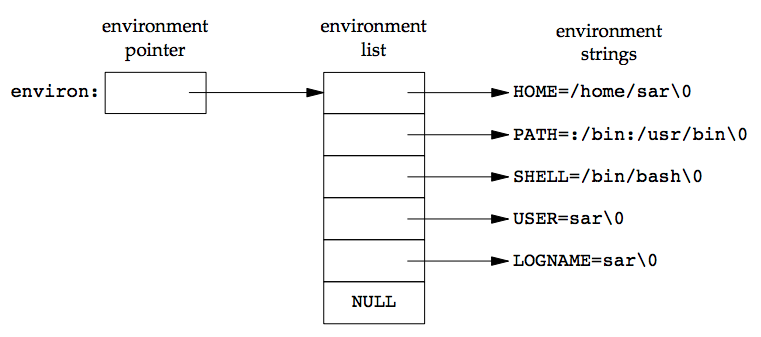 environment
pointer
environment
list
environment
strings
environ:
HOME=/home/sar\0
PATH=:/bin:/usr/bin\0
SHELL=/bin/bash\0
USER=sar\0
LOGNAME=sar\0
NULL